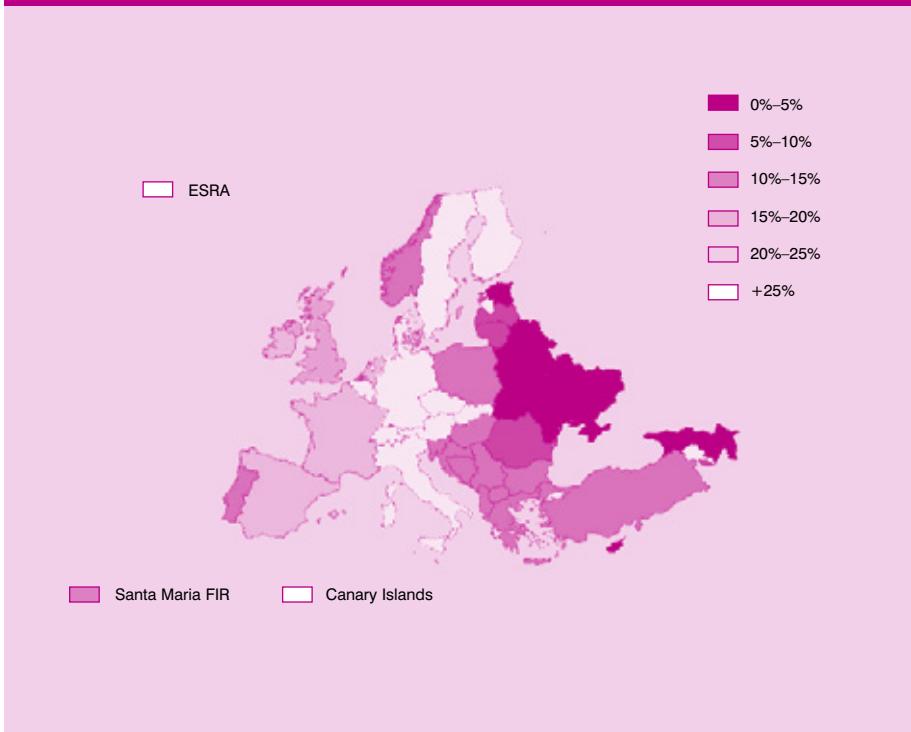 0%–5%
5%–10%
10%–15%
ESRA
15%–20%
20%–25%
+25%
Santa Maria FIR
Canary Islands